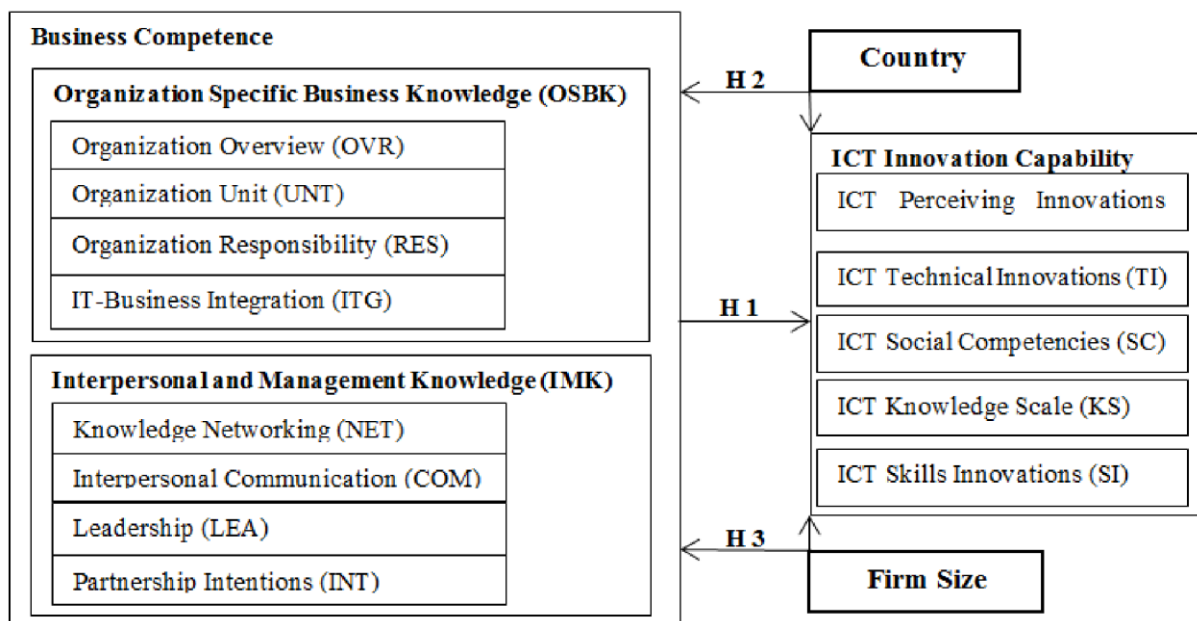 Business Competence
Organization Specific Business Knowledge (OSBK)
Organization Overview (OVR)
Organization Unit (UNT)
Organization Responsibility (RES)
IT-Business Integration (ITG)
Interpersonal and Management Knowledge (IMK)
Knowledge Networking (NET)
Interpersonal Communication (COM)
Leadership (LEA)
Partnership Intentions (INT)
H 2
H 1
H 3
Country
ICT Innovation Capability
ICT Perceiving Innovations
ICT Technical Innovations (TI)
ICT Social Competencies (SC)
ICT Knowledge Scale (KS)
ICT Skills Innovations (SI)
Firm Size